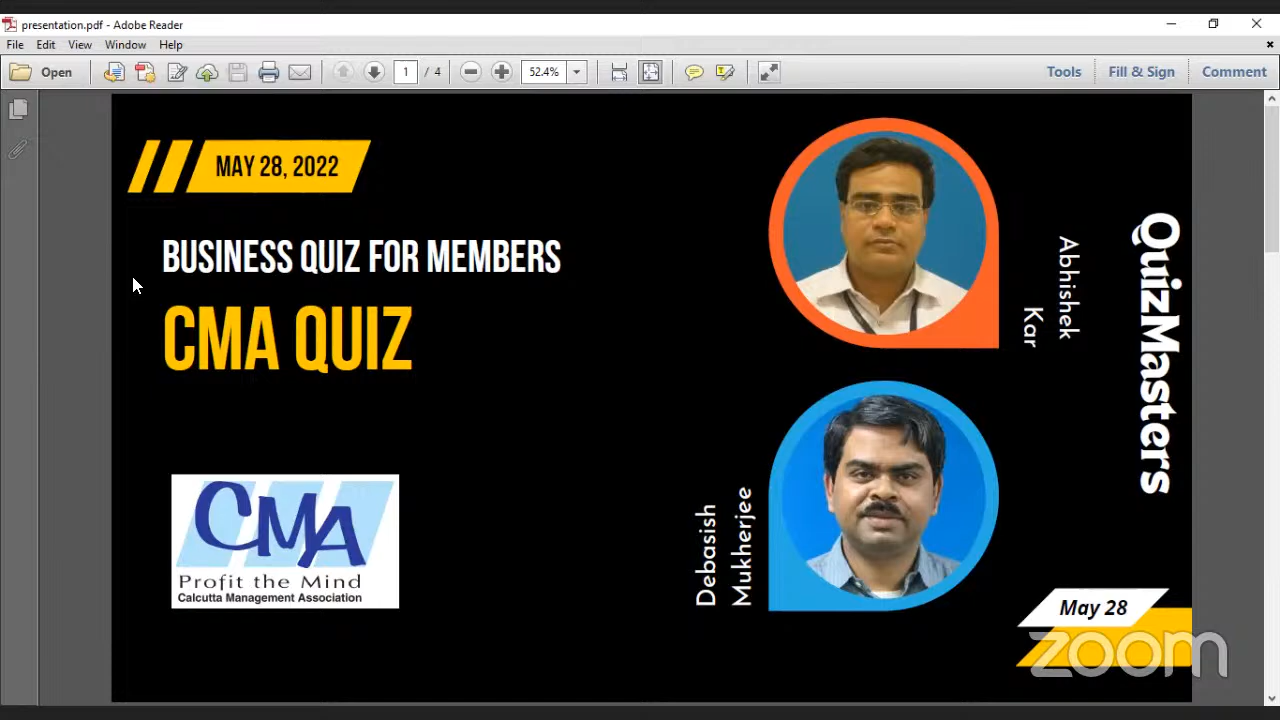 presentation.pdf - Adobe Reader
File Edit View Window Help
Open 1 / 4 52.4% Tools Fill & Sign Comment
MAY 28, 2022
BUSINESS QUIZ FOR MEMBERS
CMA QUIZ
CMA
Profit the Mind
Calcutta Management Association
Abhishek
Kar
Debasish
Mukherjee
QuizMasters
May 28
zoom